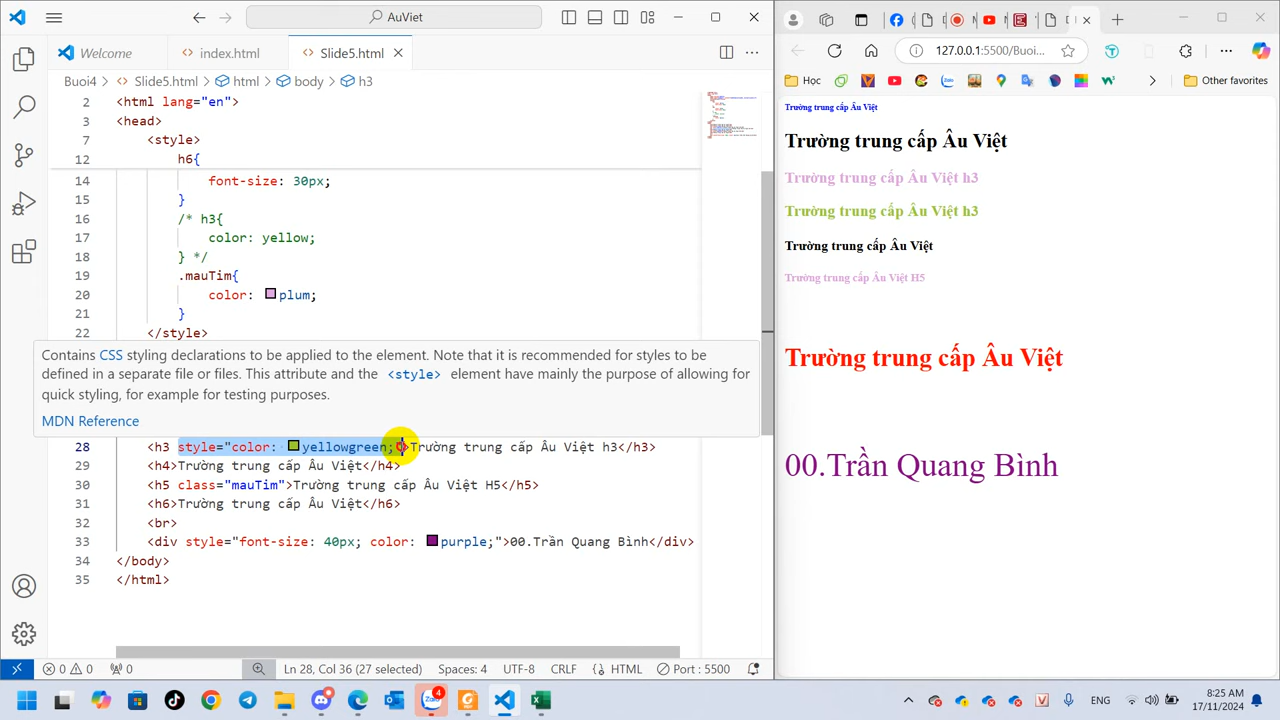 AuViet
Welcome
index.html
Slide5.html
127.0.0.1:5500/Buoi...
Buoi4 > Slide5.html > html > body > h3
Học
Other favorites
2 <html lang="en">
3 <head>
7 <style>
12 h6{
14 font-size: 30px;
15 }
16 /* h3{
17 color: yellow;
18 } */
19 .mauTim{
20 color: plum;
21 }
22 </style>
Contains CSS styling declarations to be applied to the element. Note that it is recommended for styles to be
defined in a separate file or files. This attribute and the <style> element have mainly the purpose of allowing for
quick styling, for example for testing purposes.
MDN Reference
28 <h3 style="color: yellowgreen;">Trường trung cấp Âu Việt h3</h3>
29 <h4>Trường trung cấp Âu Việt</h4>
30 <h5 class="mauTim">Trường trung cấp Âu Việt H5</h5>
31 <h6>Trường trung cấp Âu Việt</h6>
32 <br>
33 <div style="font-size: 40px; color: purple;">00.Trần Quang Bình</div>
34 </body>
35 </html>
Trường trung cấp Âu Việt
Trường trung cấp Âu Việt
Trường trung cấp Âu Việt h3
Trường trung cấp Âu Việt h3
Trường trung cấp Âu Việt
Trường trung cấp Âu Việt H5
Trường trung cấp Âu Việt
00.Trần Quang Bình
0 0 0 Ln 28, Col 36 (27 selected) Spaces: 4 UTF-8 CRLF HTML Port : 5500
Zalo 4
ENG
8:25 AM
17/11/2024